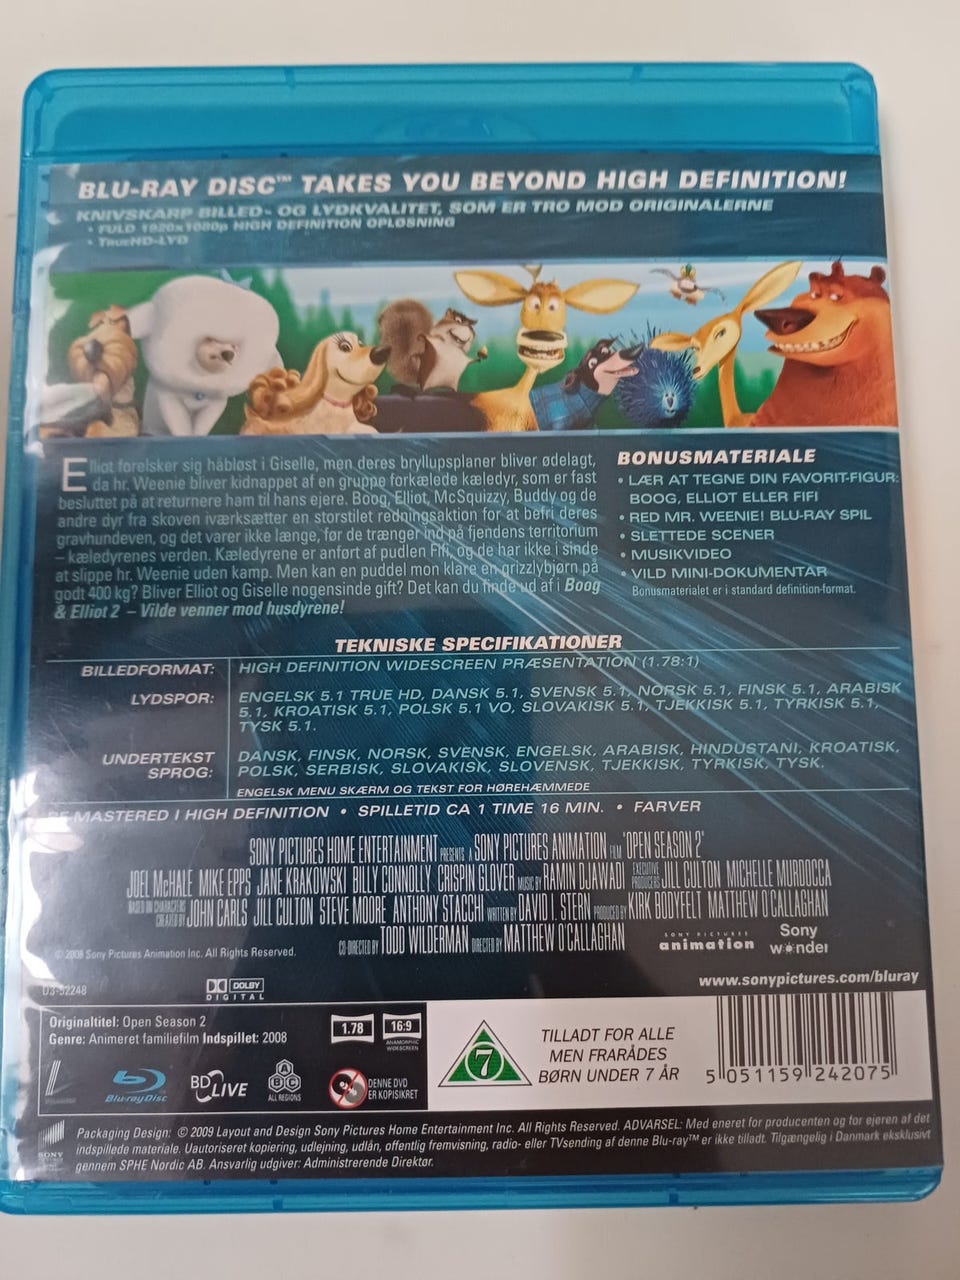 BLU-RAY DISC™ TAKES YOU BEYOND HIGH DEFINITION!
KNIVSKARP BILLED- OG LYDKVALITET, SOM ER TRO MOD ORIGINALERNE
• FULD 1920x1080p HIGH DEFINITION OPLØSNING
• TrueHD-LYD
Elliot forelsker sig håbløst i Giselle, men deres bryllupsplaner bliver ødelagt,
da hr. Weenie bliver kidnappet af en gruppe forkælede kæledyr, som er fast
besluttet på at returnere ham til hans ejere. Boog, Elliot, McSquizzy, Buddy og de
andre dyr fra skoven iværksætter en storstilet redningsaktion for at befri deres
gravhundeven, og det varer ikke længe, før de trænger ind på fjendens territorium
– kæledyrenes verden. Kæledyrene er anført af pudlen Fifi, og de har ikke i sinde
at slippe hr. Weenie uden kamp. Men kan en puddel mon klare en grizzlybjørn på
godt 400 kg? Bliver Elliot og Giselle nogensinde gift? Det kan du finde ud af i Boog
& Elliot 2 – Vilde venner mod husdyrene!
BONUSMATERIALE
• LÆR AT TEGNE DIN FAVORIT-FIGUR:
BOOG, ELLIOT ELLER FIFI
• RED MR. WEENIE! BLU-RAY SPIL
• SLETTEDE SCENER
• MUSIKVIDEO
• VILD MINI-DOKUMENTAR
Bonusmaterialet er i standard definition-format.
TEKNISKE SPECIFIKATIONER
BILLEDFORMAT: HIGH DEFINITION WIDESCREEN PRÆSENTATION (1.78:1)
LYDSPOR: ENGELSK 5.1 TRUE HD, DANSK 5.1, SVENSK 5.1, NORSK 5.1, FINSK 5.1, ARABISK
5.1, KROATISK 5.1, POLSK 5.1 VO, SLOVAKISK 5.1, TJEKKISK 5.1, TYRKISK 5.1,
TYSK 5.1.
UNDERTEKST SPROG: DANSK, FINSK, NORSK, SVENSK, ENGELSK, ARABISK, HINDUSTANI, KROATISK,
POLSK, SERBISK, SLOVAKISK, SLOVENSK, TJEKKISK, TYRKISK, TYSK.
ENGELSK MENU SKÆRM OG TEKST FOR HØREHÆMMEDE
RE-MASTERED I HIGH DEFINITION • SPILLETID CA 1 TIME 16 MIN. • FARVER
SONY PICTURES HOME ENTERTAINMENT PRESENTS A SONY PICTURES ANIMATION FILM 'OPEN SEASON 2'
JOEL McHALE MIKE EPPS JANE KRAKOWSKI BILLY CONNOLLY CRISPIN GLOVER MUSIC BY RAMIN DJAWADI EXECUTIVE PRODUCERS JILL CULTON MICHELLE MURDOCCA
BASED ON CHARACTERS CREATED BY JOHN CARLS JILL CULTON STEVE MOORE ANTHONY STACCHI WRITTEN BY DAVID I. STERN PRODUCED BY KIRK BODYFELT MATTHEW O'CALLAGHAN
CO-DIRECTED BY TODD WILDERMAN DIRECTED BY MATTHEW O'CALLAGHAN
SONY PICTURES
animation
Sony
wonder
© 2008 Sony Pictures Animation Inc. All Rights Reserved.
www.sonypictures.com/bluray
D3-52248
DOLBY
DIGITAL
Originaltitel: Open Season 2
Genre: Animeret familiefilm Indspillet: 2008
1.78
16:9
ANAMORPHIC
WIDESCREEN
Blu-ray Disc
BD LIVE
A
B C
ALL REGIONS
DENNE DVD
ER KOPISIKRET
7
TILLADT FOR ALLE
MEN FRARÅDES
BØRN UNDER 7 ÅR
5 051159 242075
SONY
Packaging Design: © 2009 Layout and Design Sony Pictures Home Entertainment Inc. All Rights Reserved. ADVARSEL: Med eneret for producenten og for ejeren af det
indspillede materiale. Uautoriseret kopiering, udlejning, udlån, offentlig fremvisning, radio- eller TVsending af denne Blu-ray™ er ikke tilladt. Tilgængelig i Danmark eksklusivt
gennem SPHE Nordic AB. Ansvarlig udgiver: Administrerende Direktør.